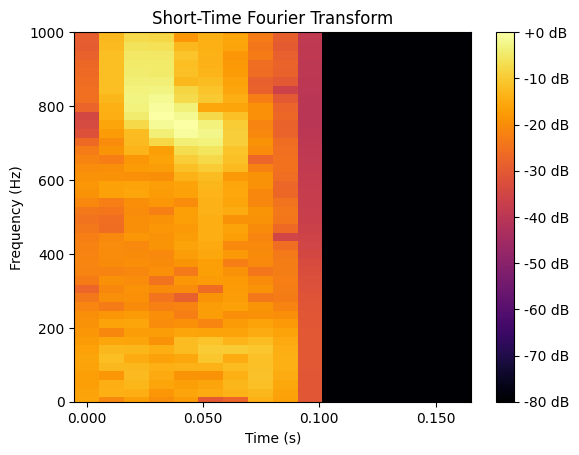 Short-Time Fourier Transform
Frequency (Hz)
1000
800
600
400
200
0
0.000
0.050
0.100
0.150
Time (s)
+0 dB
-10 dB
-20 dB
-30 dB
-40 dB
-50 dB
-60 dB
-70 dB
-80 dB